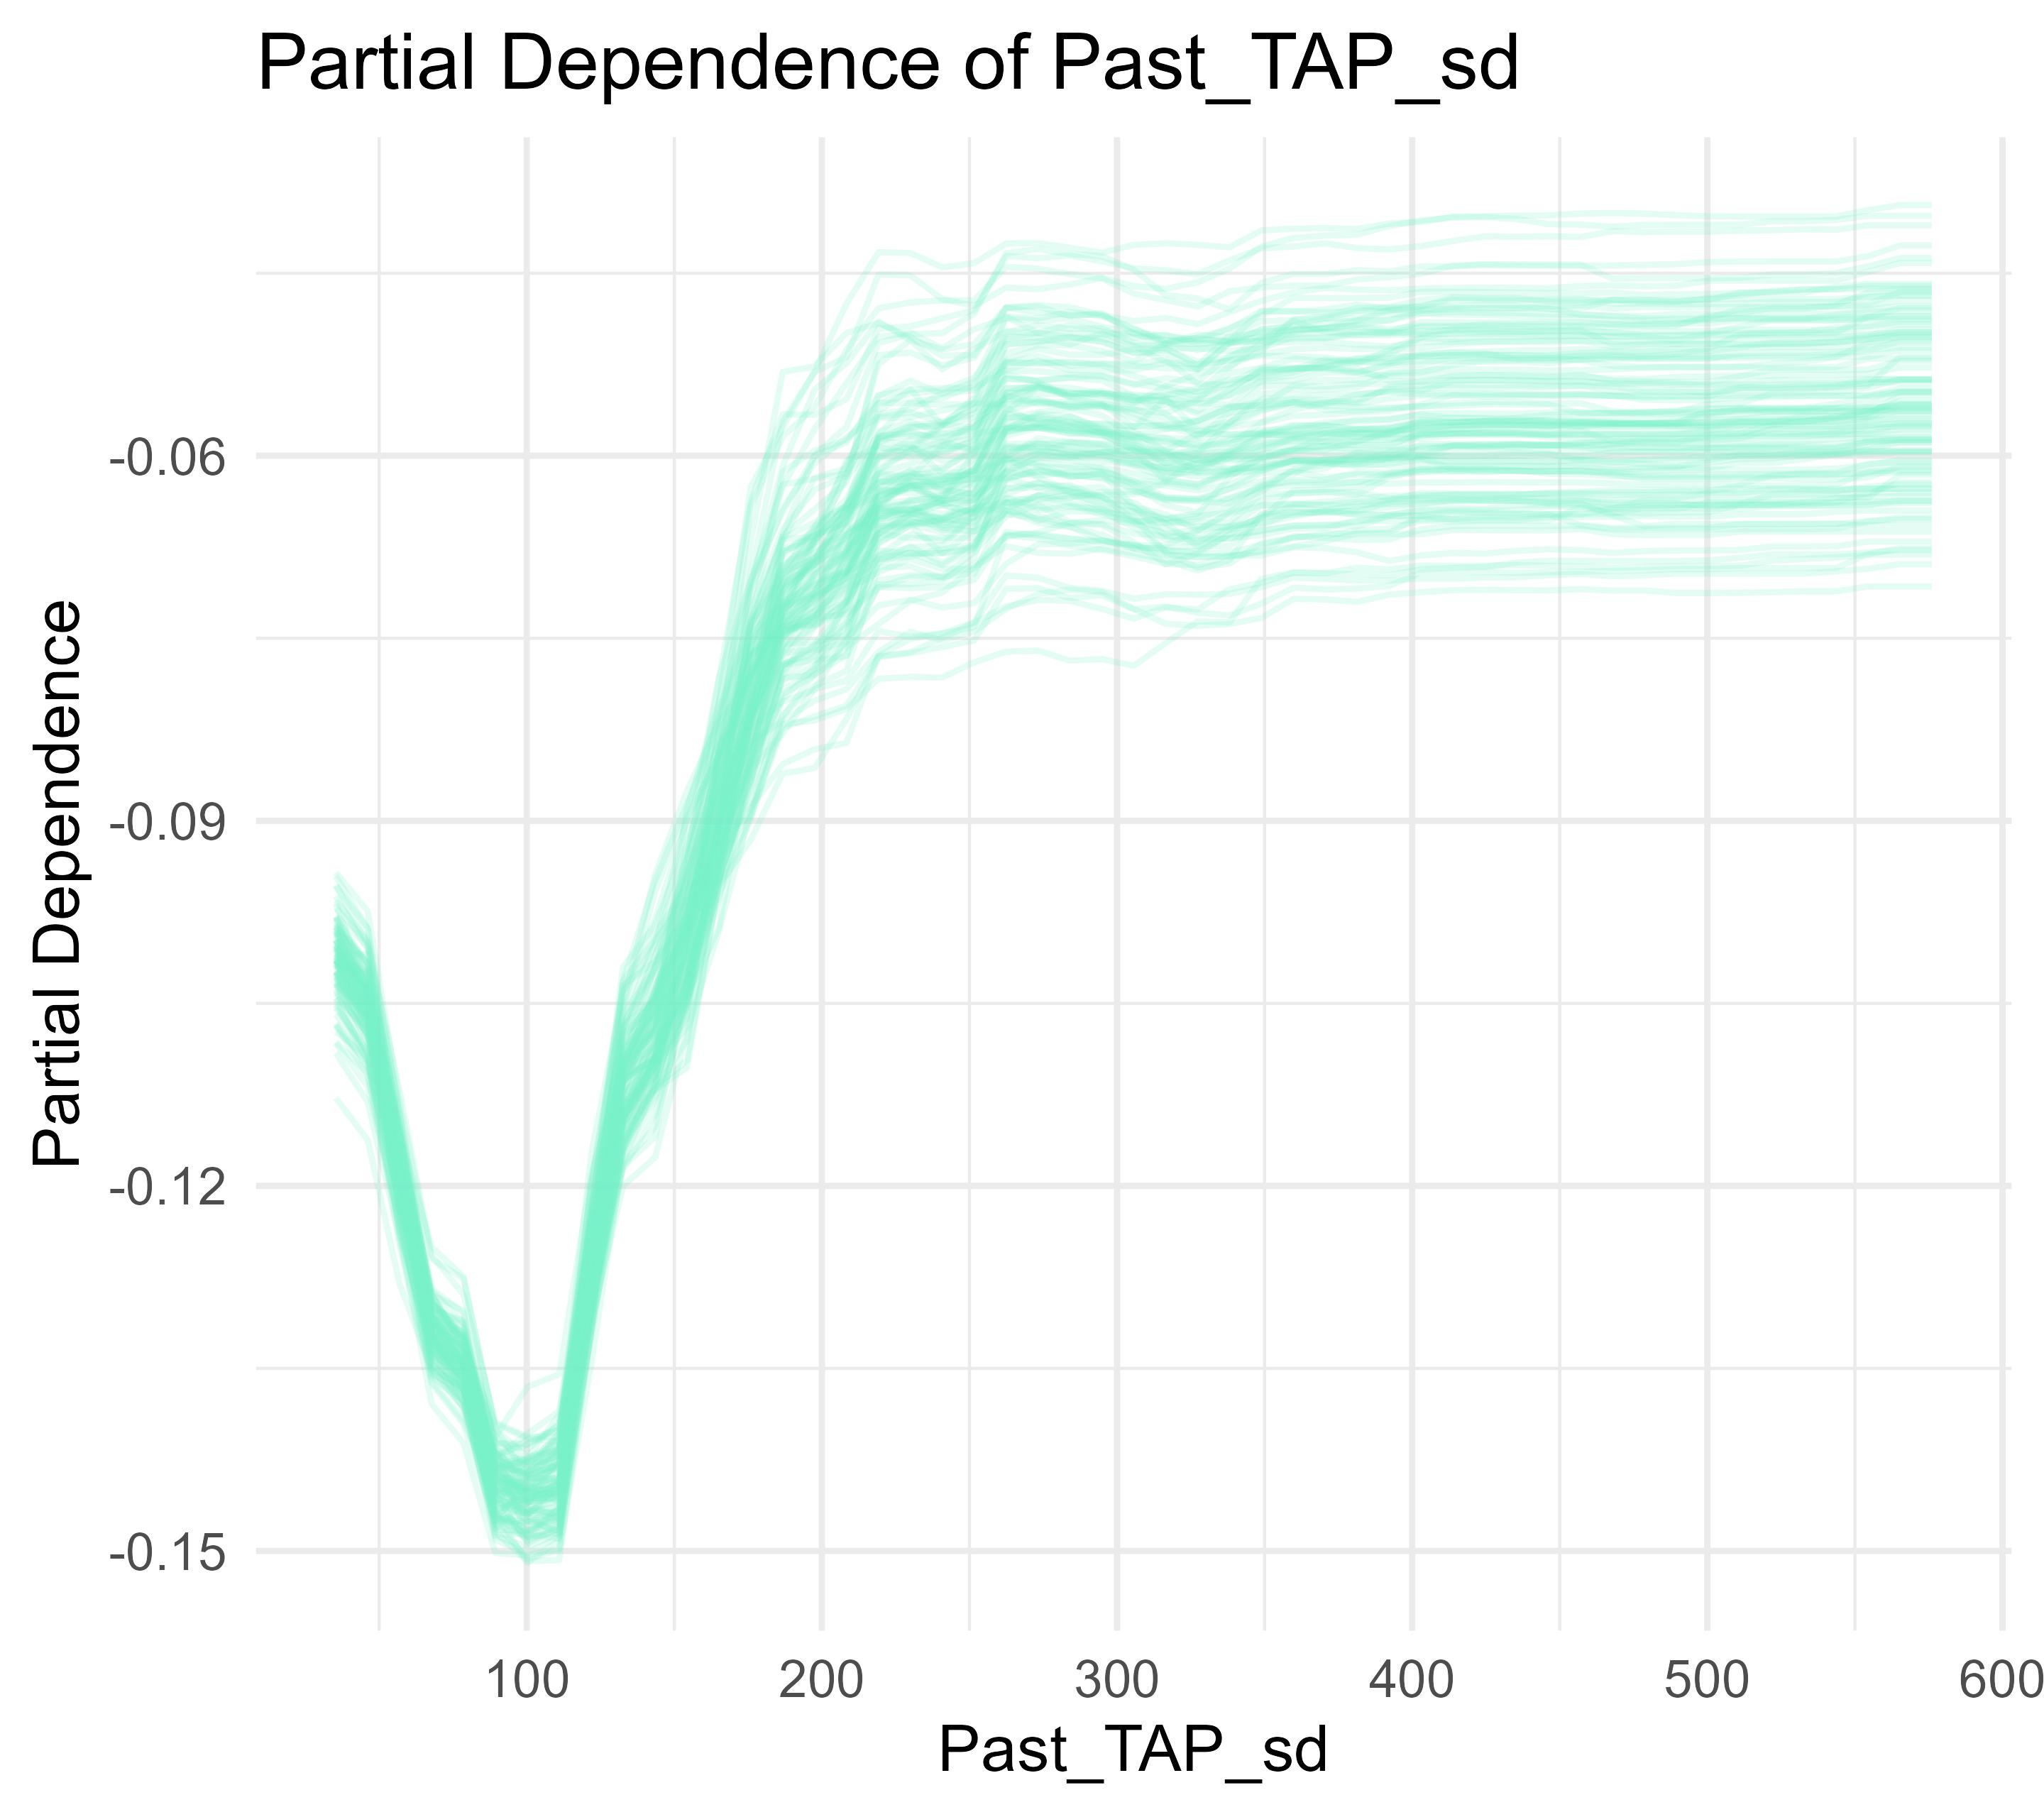 Partial Dependence of Past_TAP_sd
Partial Dependence
-0.06
-0.09
-0.12
-0.15
100 200 300 400 500 600
Past_TAP_sd